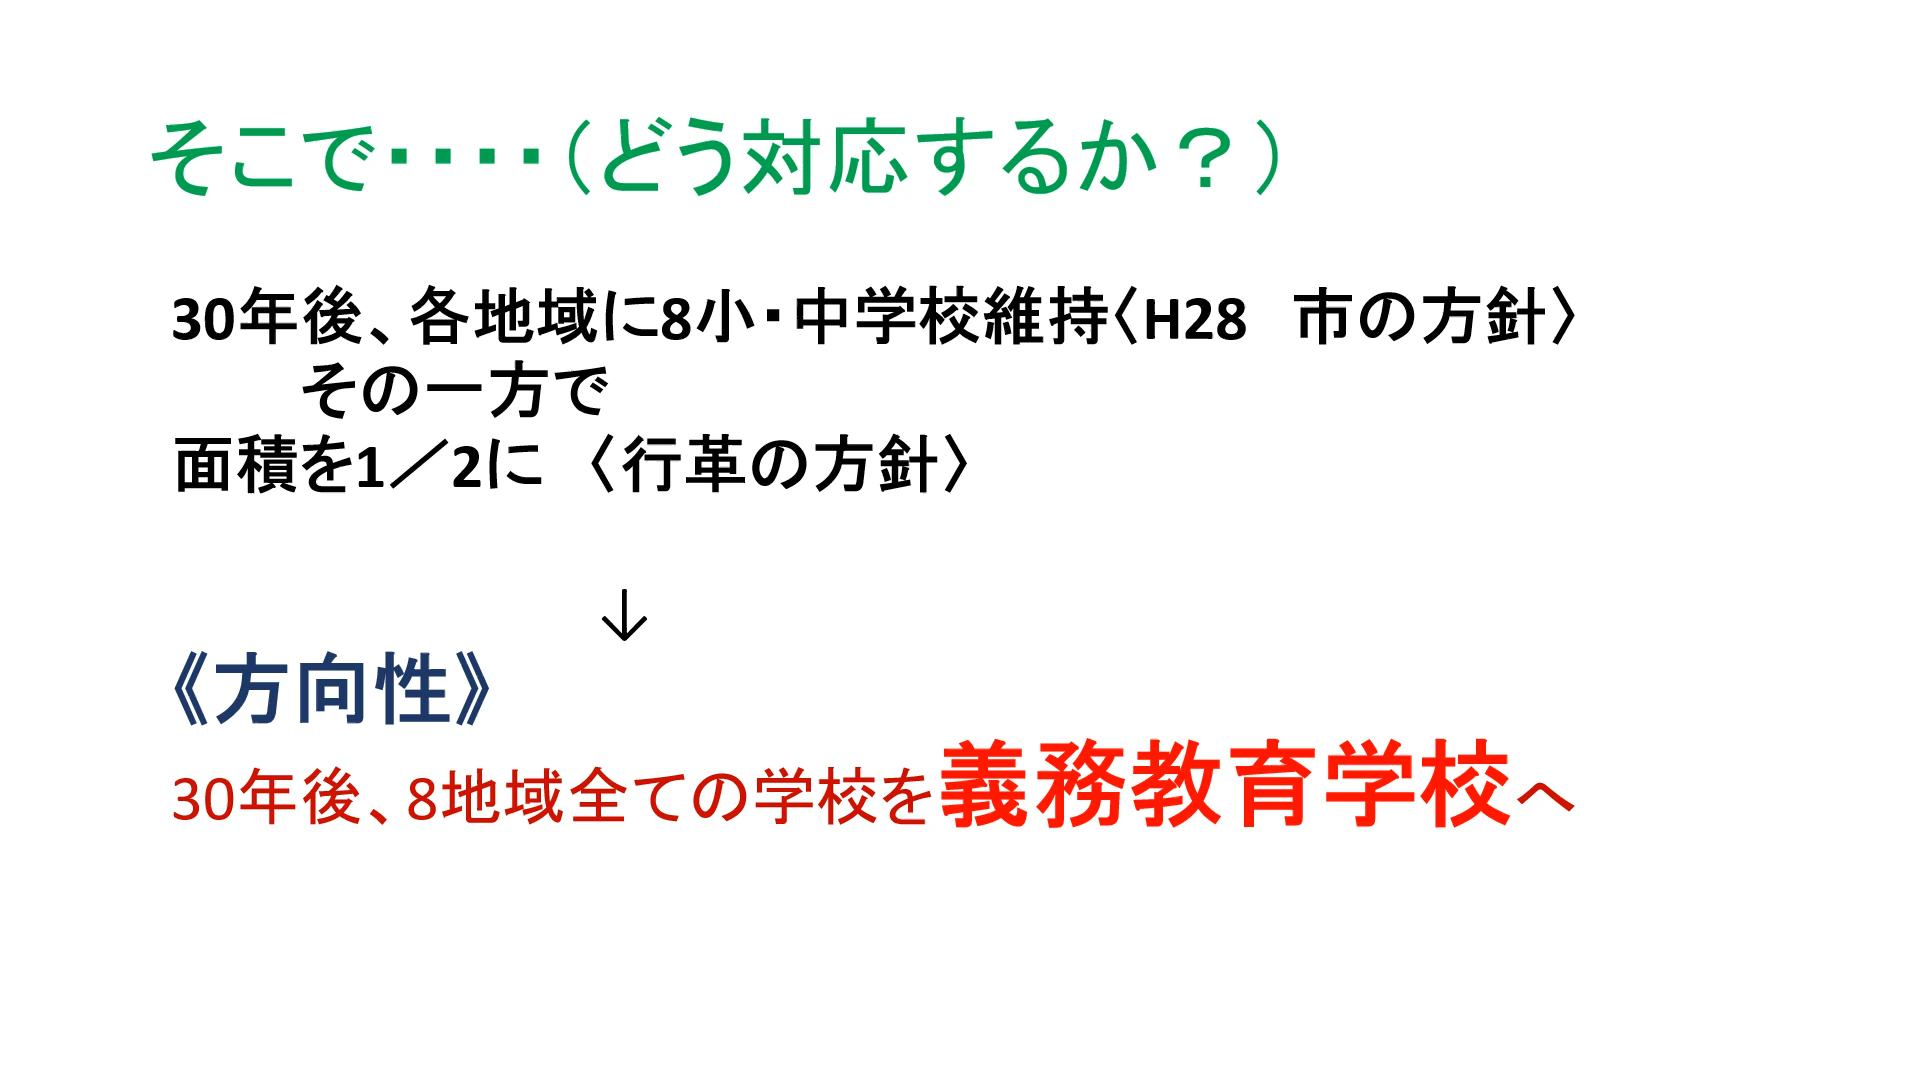 そこで・・・・（どう対応するか？）
30年後、各地域に8小・中学校維持〈H28　市の方針〉
その一方で
面積を1／2に　〈行革の方針〉
↓
《方向性》
30年後、8地域全ての学校を義務教育学校へ